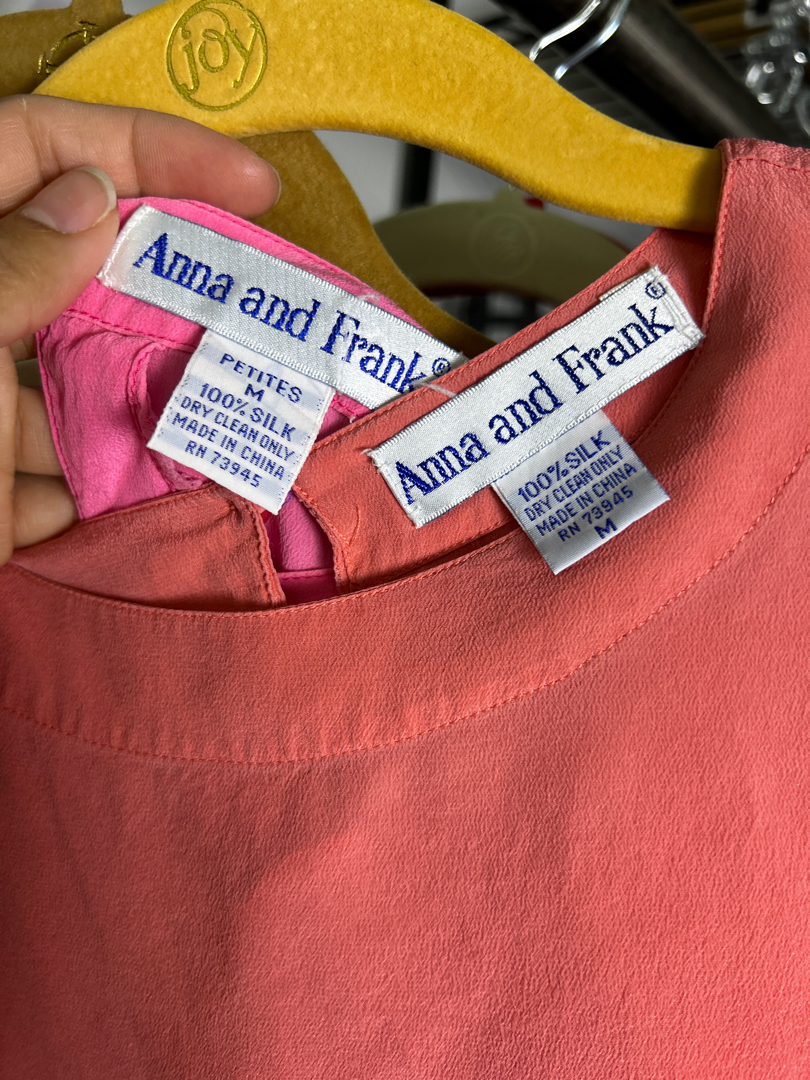 joy
Anna and Frank®
PETITES
M
100% SILK
DRY CLEAN ONLY
MADE IN CHINA
RN 73945
Anna and Frank®
100% SILK
DRY CLEAN ONLY
MADE IN CHINA
RN 73945
M